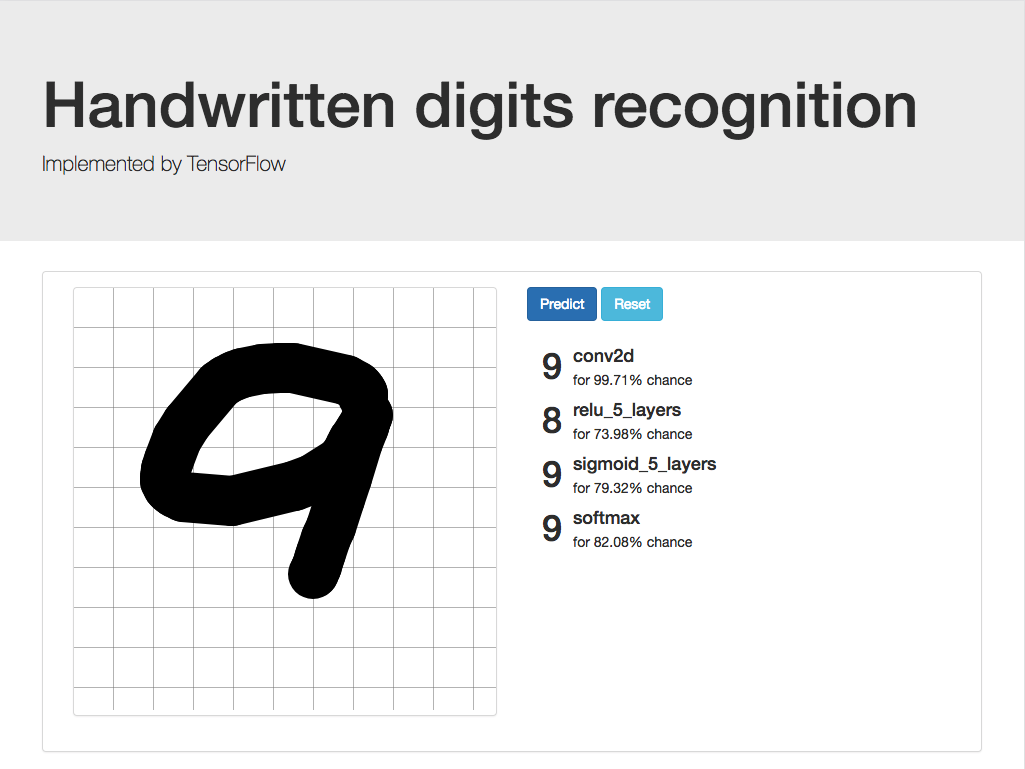 Handwritten digits recognition
Implemented by TensorFlow
9
Predict Reset
9 conv2d
for 99.71% chance
8 relu_5_layers
for 73.98% chance
9 sigmoid_5_layers
for 79.32% chance
9 softmax
for 82.08% chance